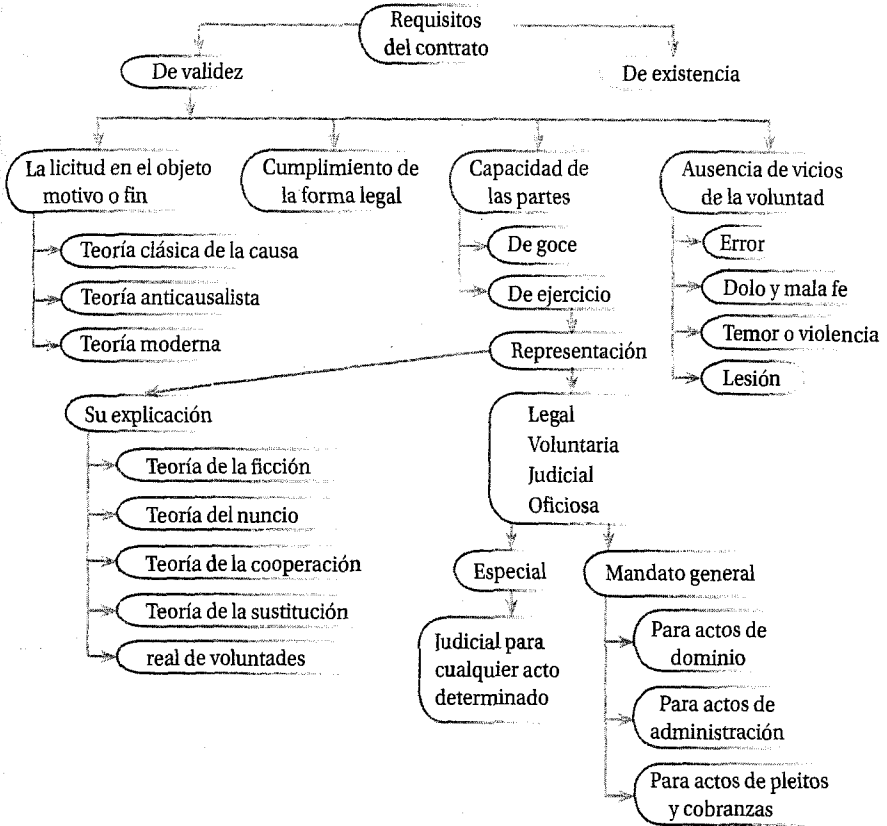 Requisitos
del contrato
De validez
De existencia
La licitud en el objeto
motivo o fin
Cumplimiento de
la forma legal
Capacidad de
las partes
Ausencia de vicios
de la voluntad
Teoría clásica de la causa
Teoría anticausalista
Teoría moderna
De goce
De ejercicio
Error
Dolo y mala fe
Temor o violencia
Lesión
Representación
Su explicación
Teoría de la ficción
Teoría del nuncio
Teoría de la cooperación
Teoría de la sustitución
real de voluntades
Legal
Voluntaria
Judicial
Oficiosa
Especial
Mandato general
Judicial para
cualquier acto
determinado
Para actos de
dominio
Para actos de
administración
Para actos de pleitos
y cobranzas